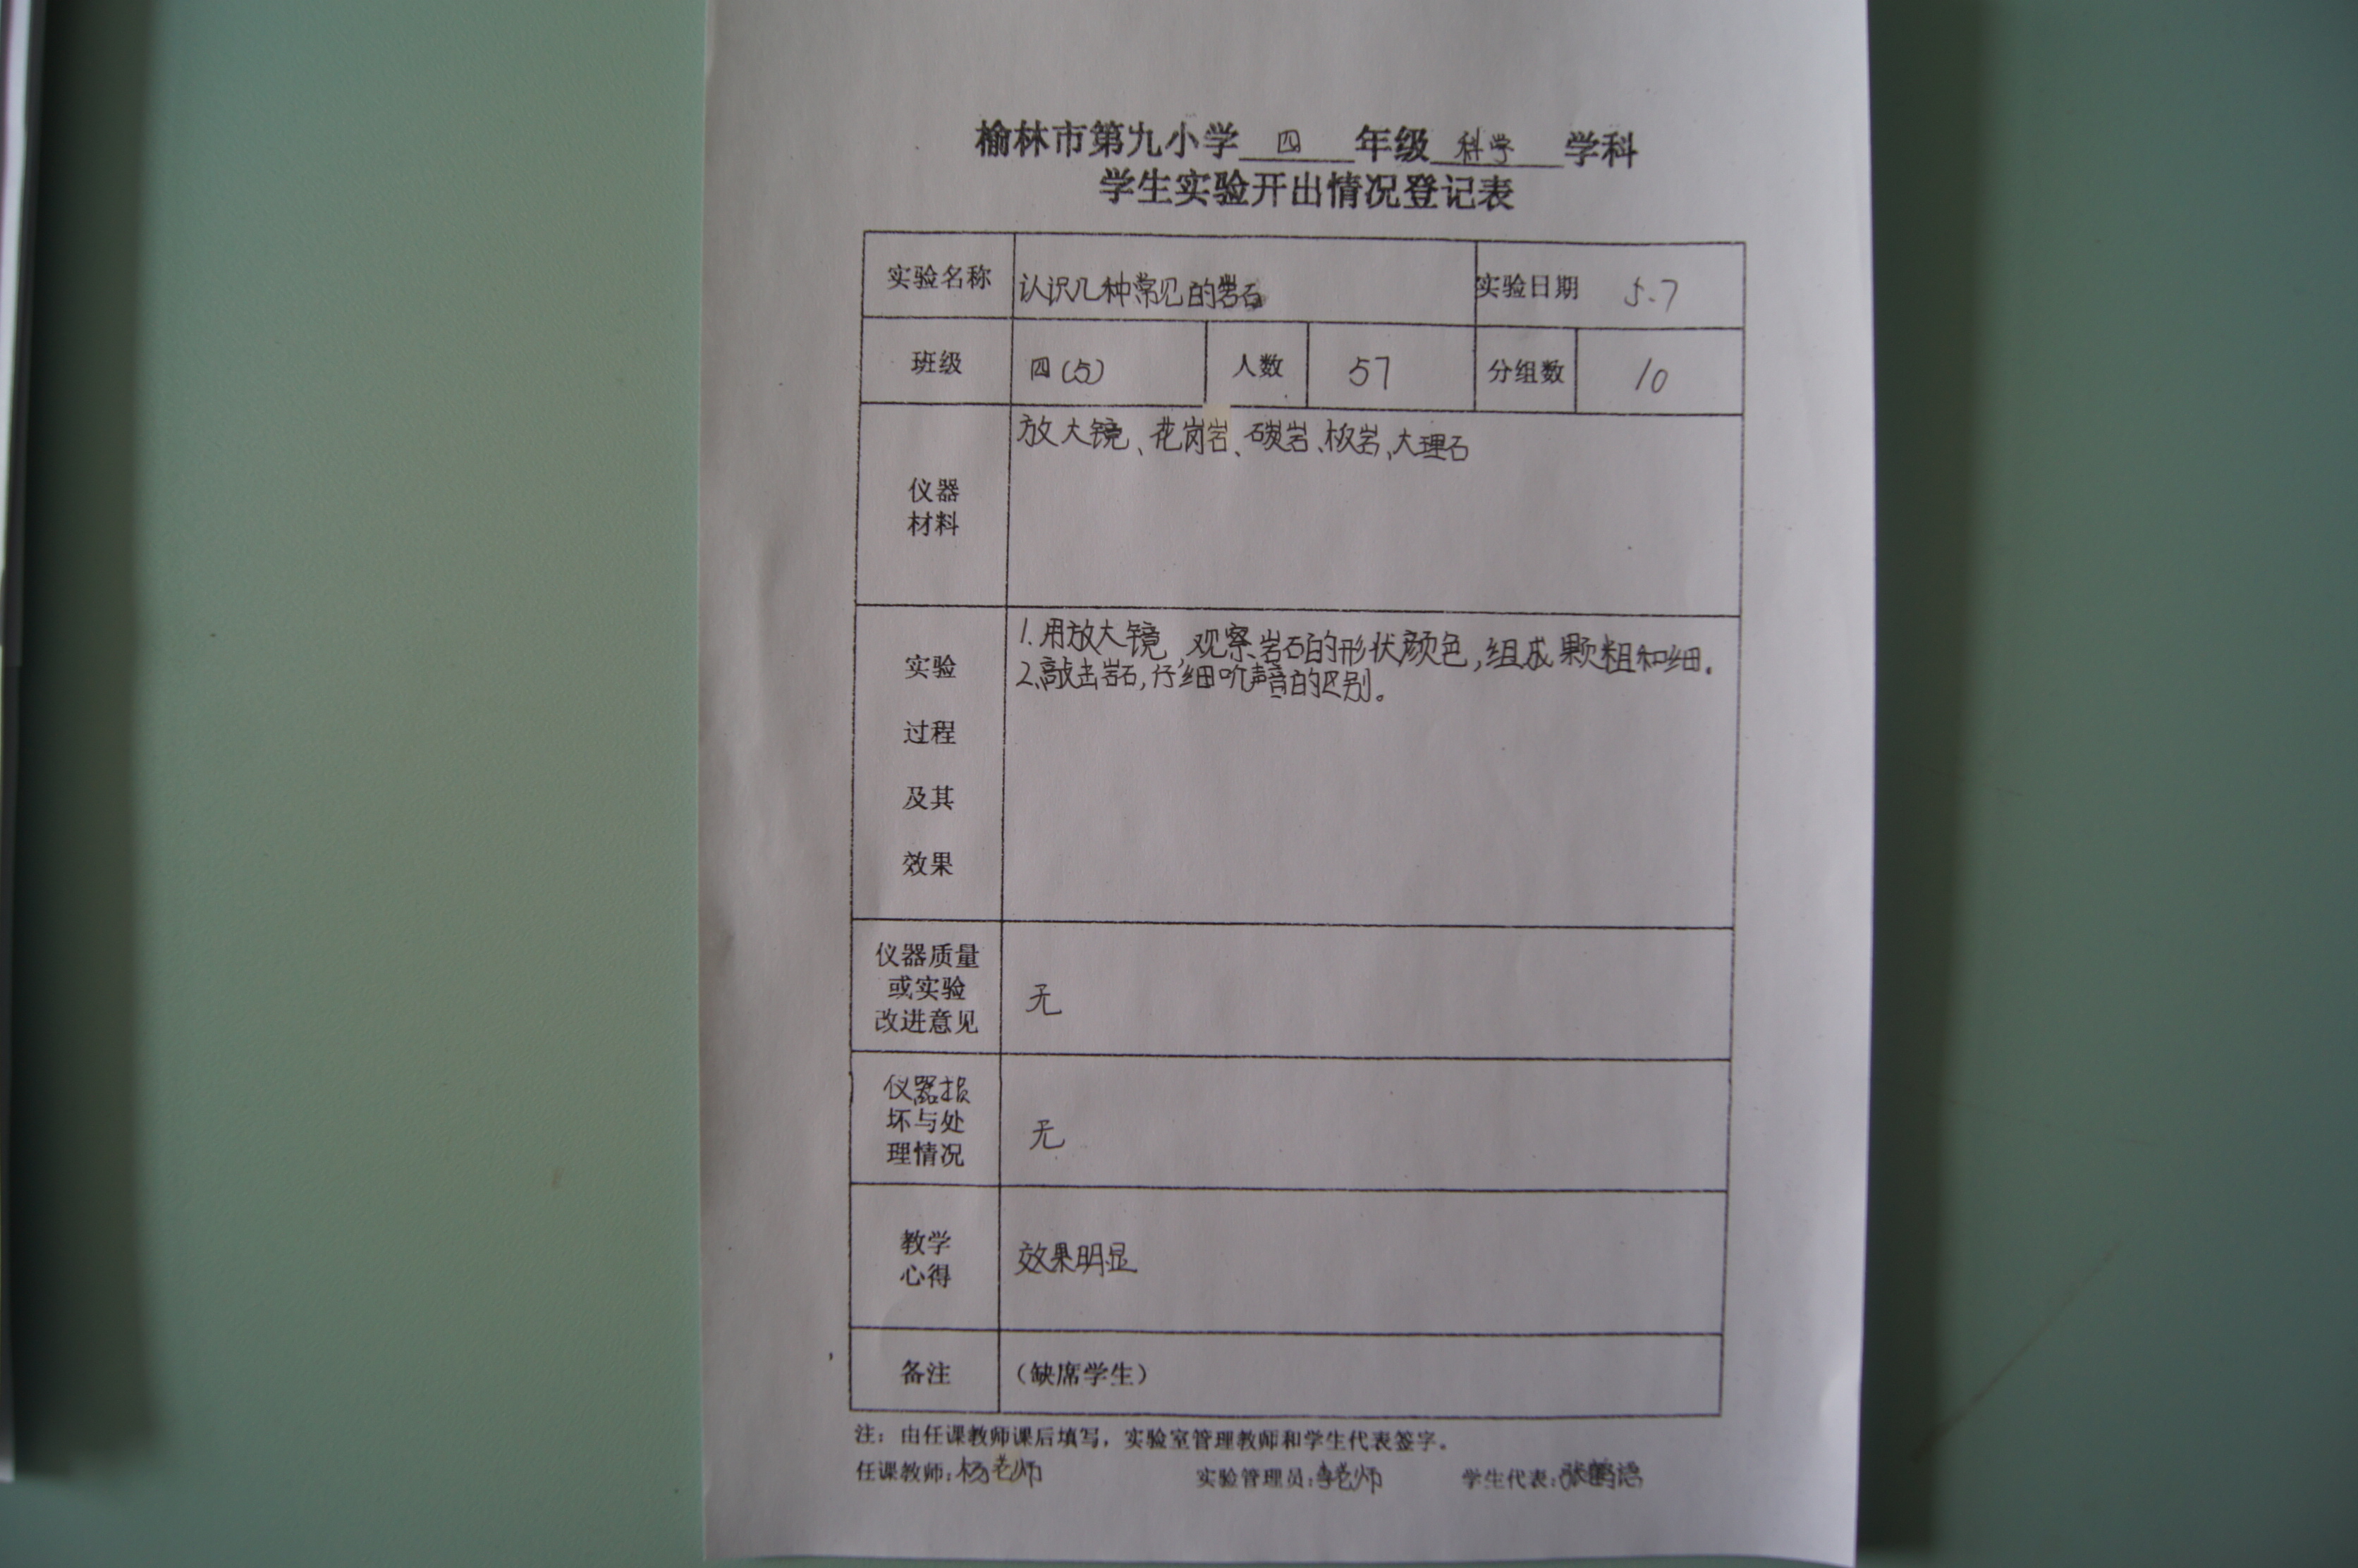 榆林市第九小学 四 年级 科学 学科
学生实验开出情况登记表
实验名称 认识几种常见的岩石 实验日期 5.7
班级 四(5) 人数 57 分组数 10
仪器
材料
放大镜、花岗岩、碳岩、板岩、大理石
实验
过程
及其
效果
1.用放大镜,观察岩石的形状颜色,组成颗粗和细.
2.敲击岩石,仔细吹声音的区别。
仪器质量
或实验
改进意见
无
仪器损
坏与处
理情况
无
教学
心得
效果明显
备注 (缺席学生)
注:由任课教师课后填写,实验室管理教师和学生代表签字。
任课教师:杨老师 实验管理员:李老师 学生代表:张